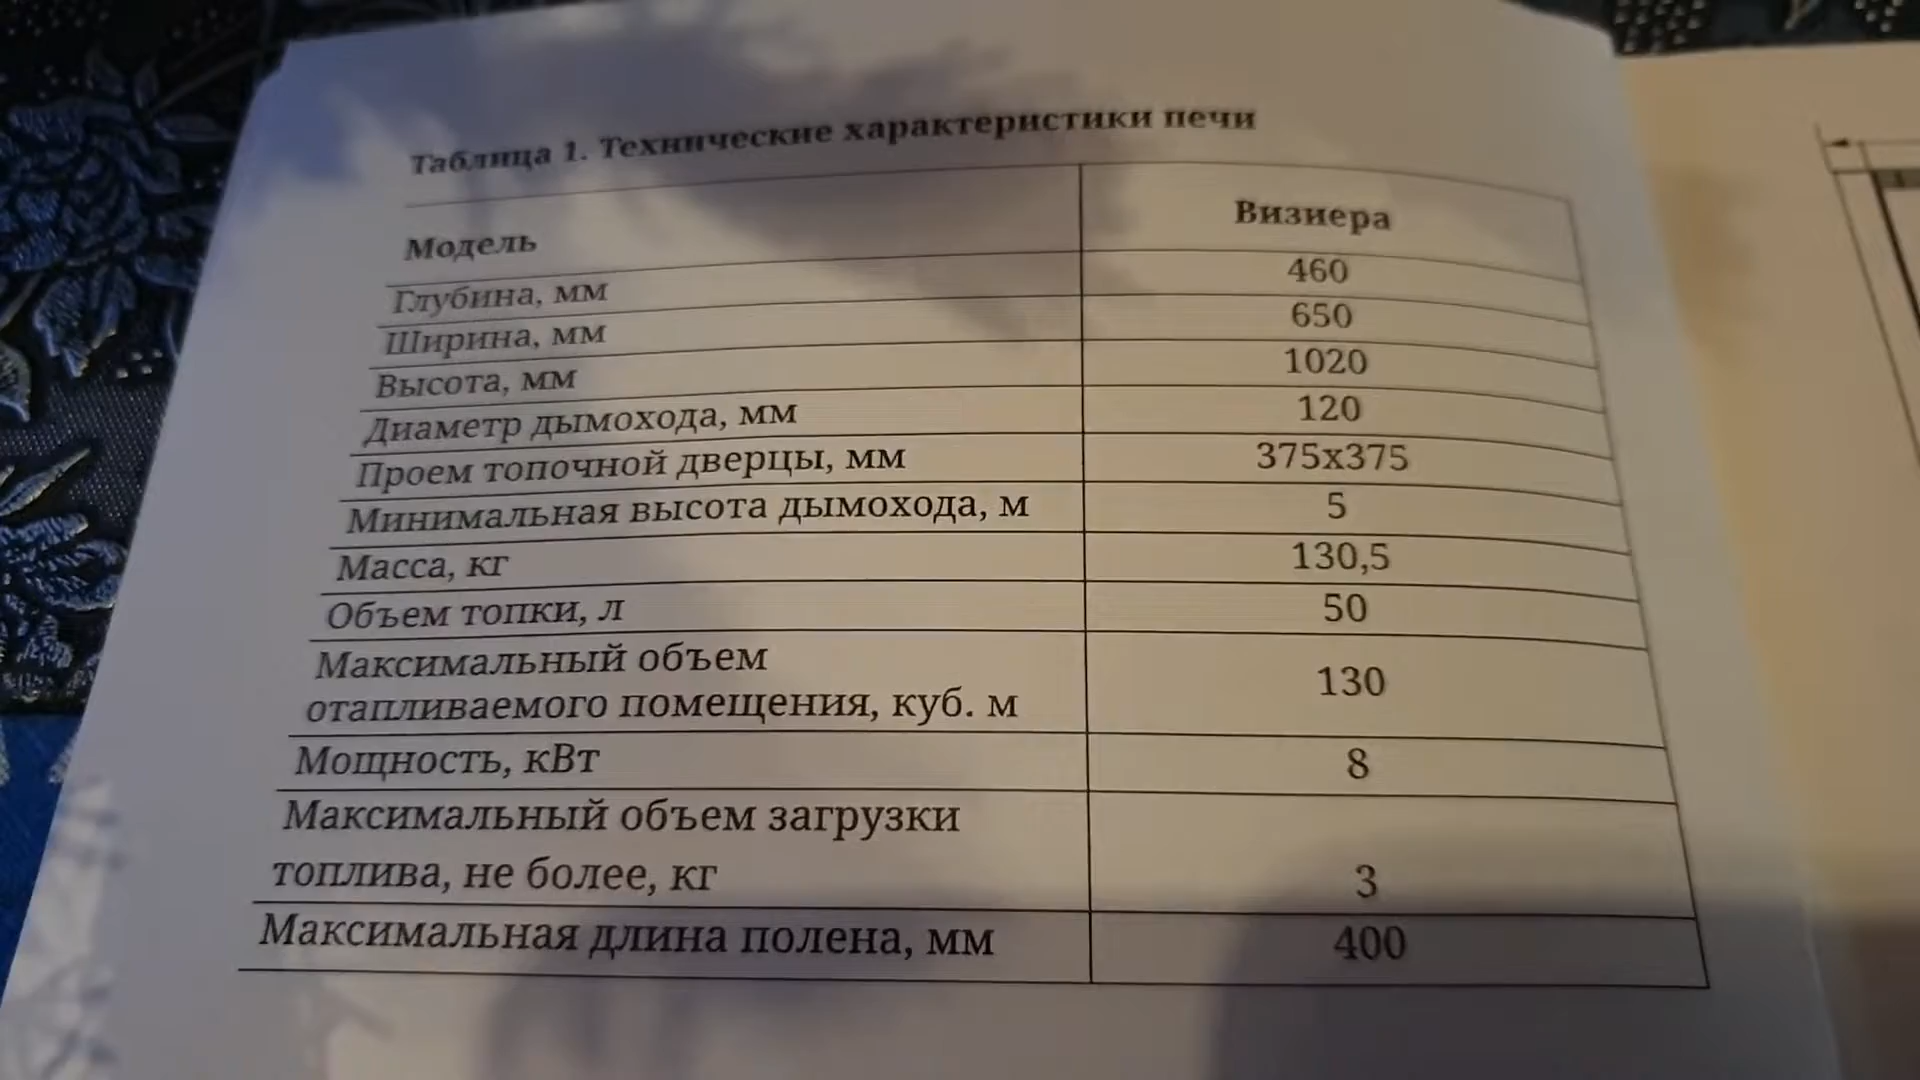 Таблица 1. Технические характеристики печи
Модель Визиера
Глубина, мм 460
Ширина, мм 650
Высота, мм 1020
Диаметр дымохода, мм 120
Проем топочной дверцы, мм 375x375
Минимальная высота дымохода, м 5
Масса, кг 130,5
Объем топки, л 50
Максимальный объем
отапливаемого помещения, куб. м 130
Мощность, кВт 8
Максимальный объем загрузки
топлива, не более, кг 3
Максимальная длина полена, мм 400